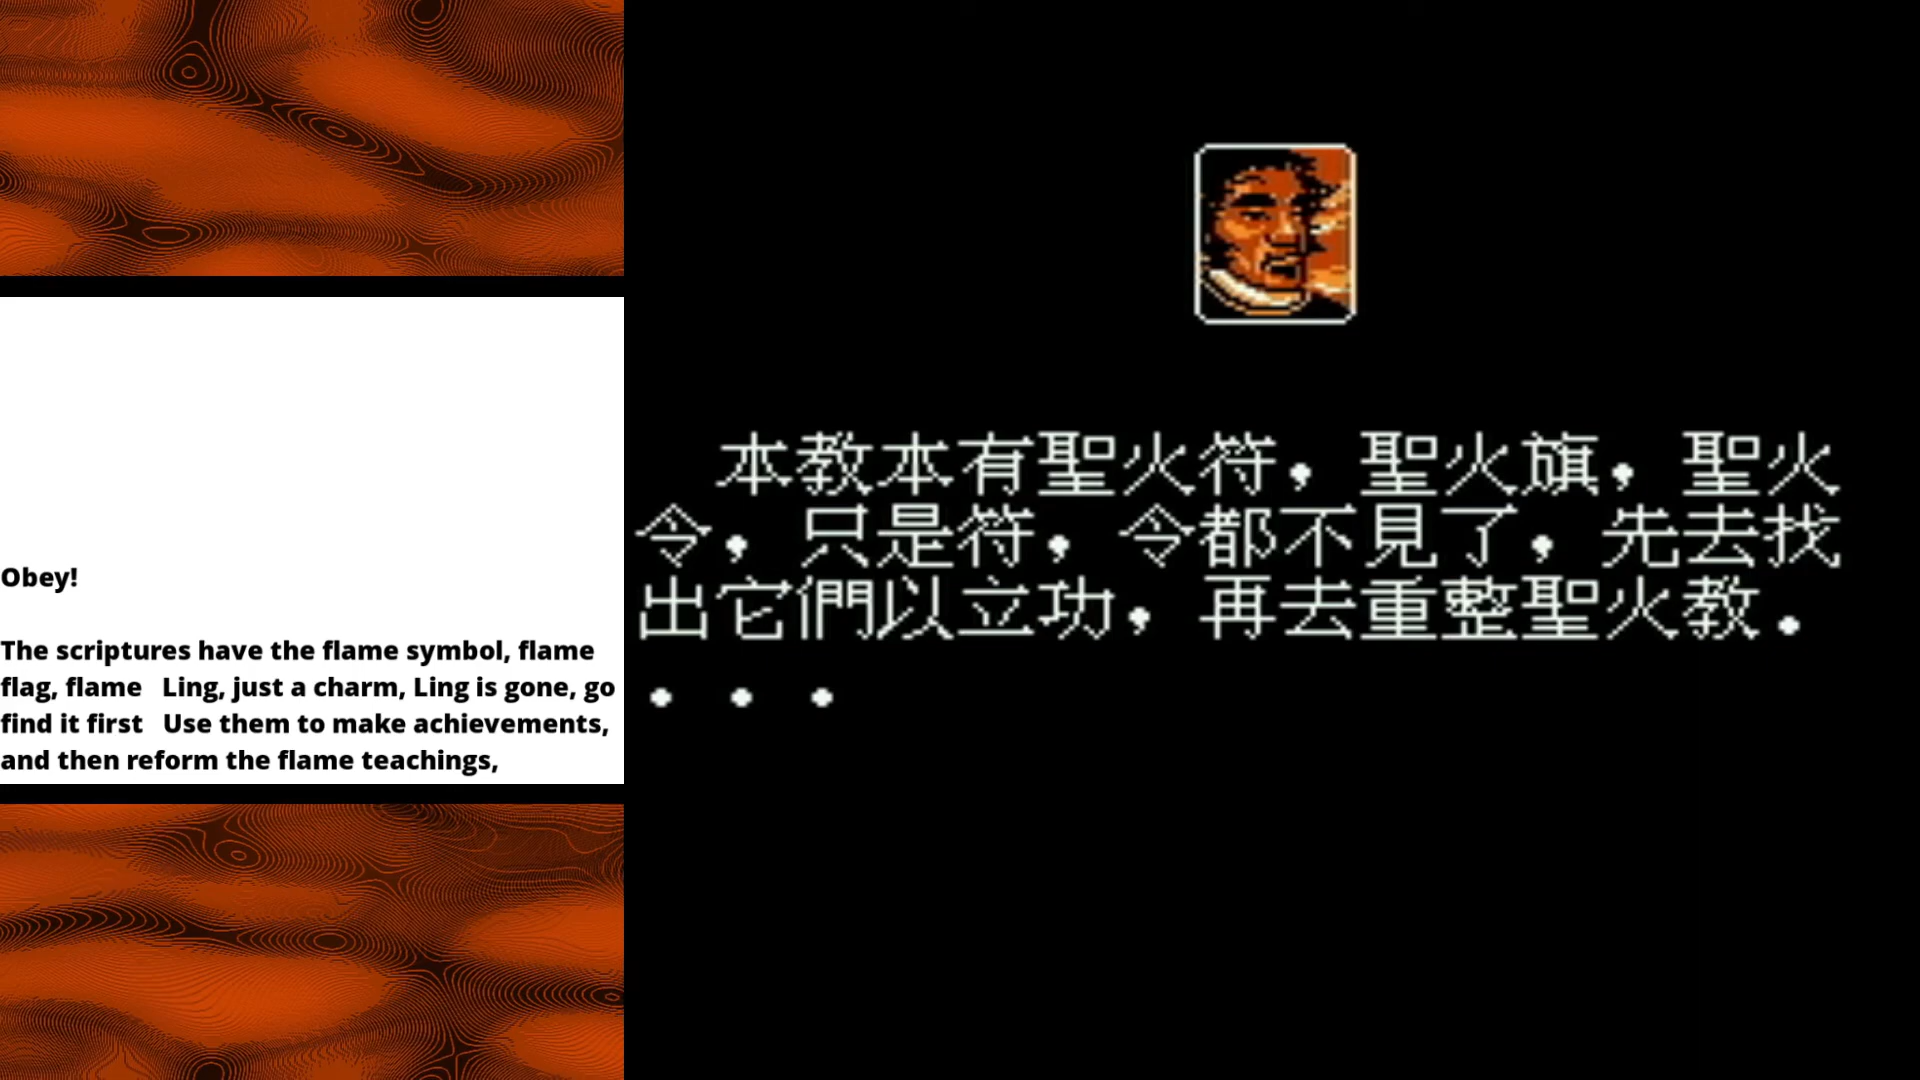 Obey!
The scriptures have the flame symbol, flame
flag, flame Ling, just a charm, Ling is gone, go
find it first Use them to make achievements,
and then reform the flame teachings,
本教本有聖火符，聖火旗，聖火
令，只是符，令都不見了，先去找
出它們以立功，再去重整聖火教．
．．．